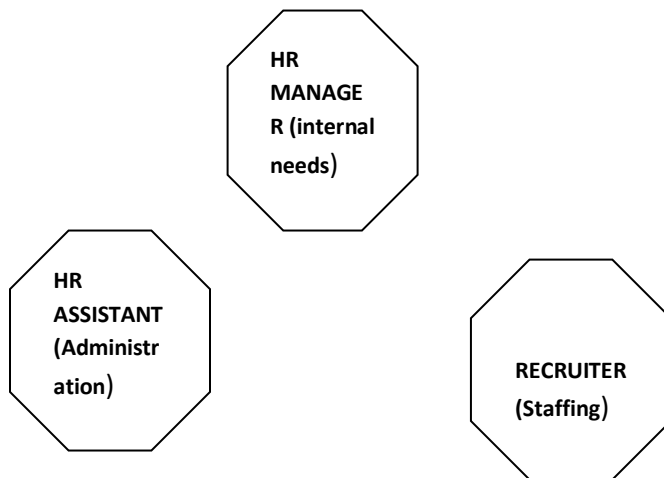 HR
MANAGE
R (internal
needs)
HR
ASSISTANT
(Administr
ation)
RECRUITER
(Staffing)